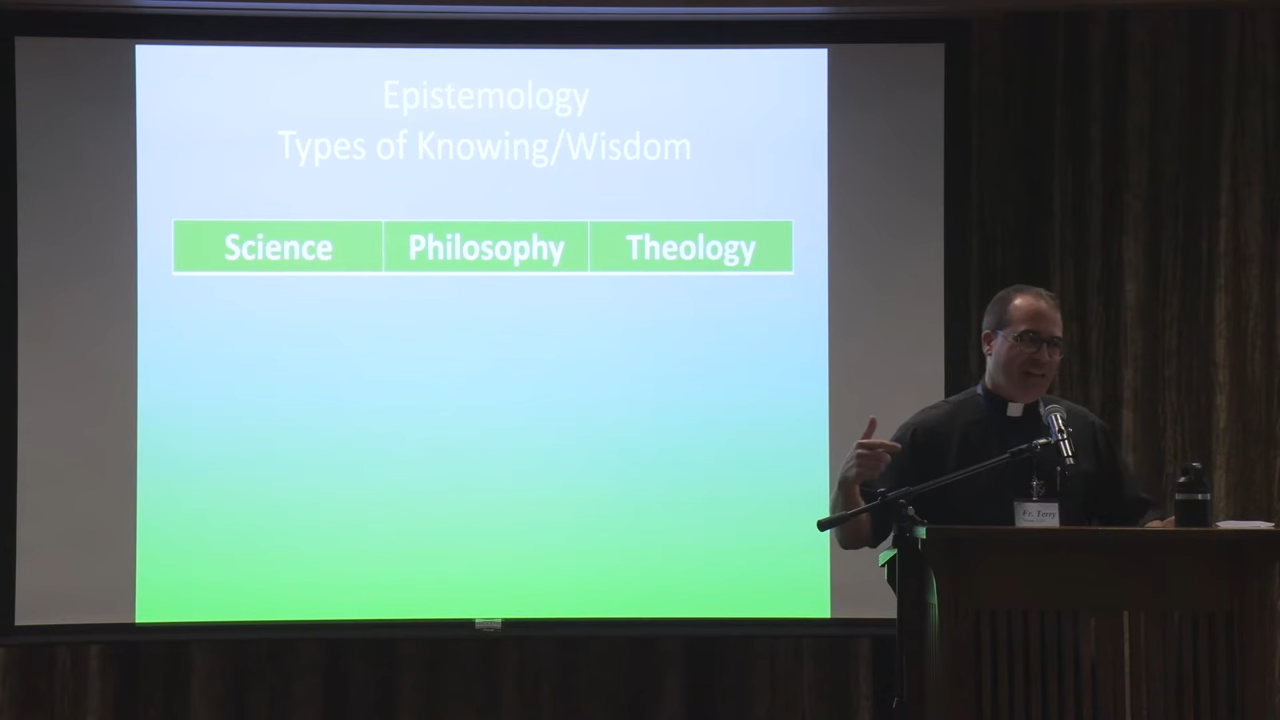 Epistemology
Types of Knowing/Wisdom
Science
Philosophy
Theology
Fr. Terry